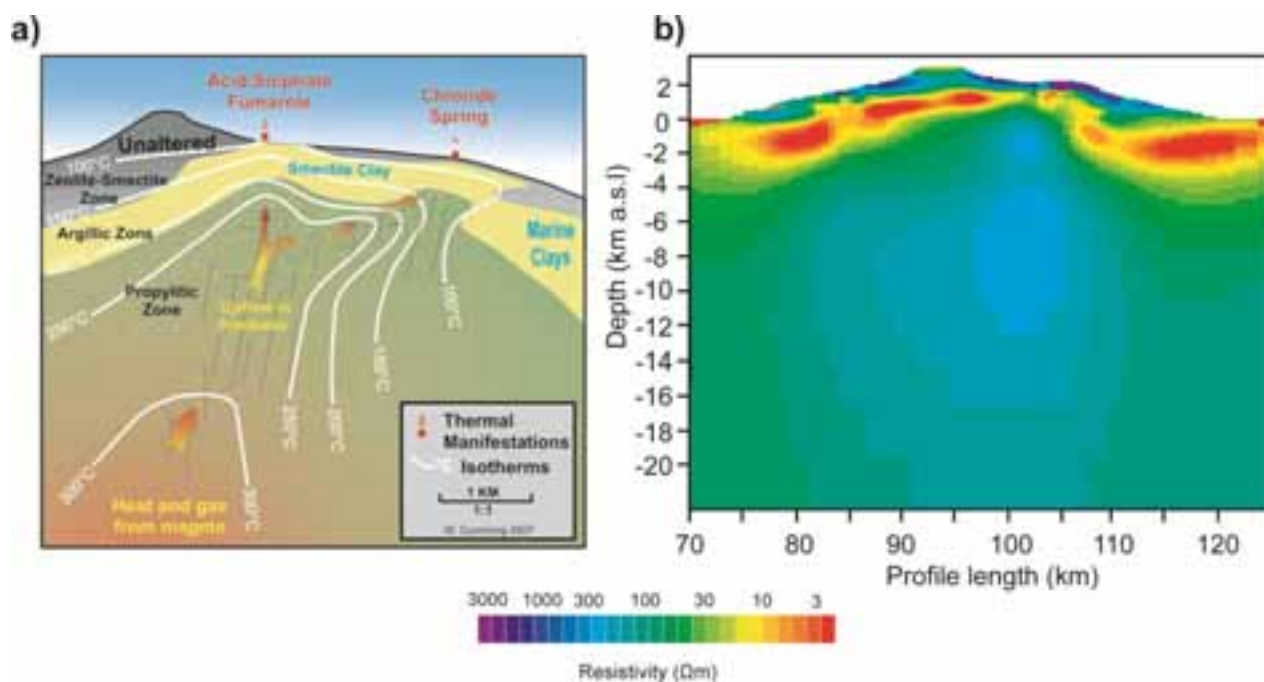 a)
b)
Acid Sulphate
Fumarole
Chloride
Spring
Unaltered
100°C
Smectite Clay
Zeolite-Smectite
Zone
Argillic Zone
Marine
Clays
Propylitic
Zone
Heat and gas
from magma
Thermal
Manifestations
Isotherms
1 KM
1:1
Depth (km a.s.l)
2
0
-2
-4
-6
-8
-10
-12
-14
-16
-18
-20
70
80
90
100
110
120
Profile length (km)
3000 1000 300 100 30 10 3
Resistivity (Ωm)